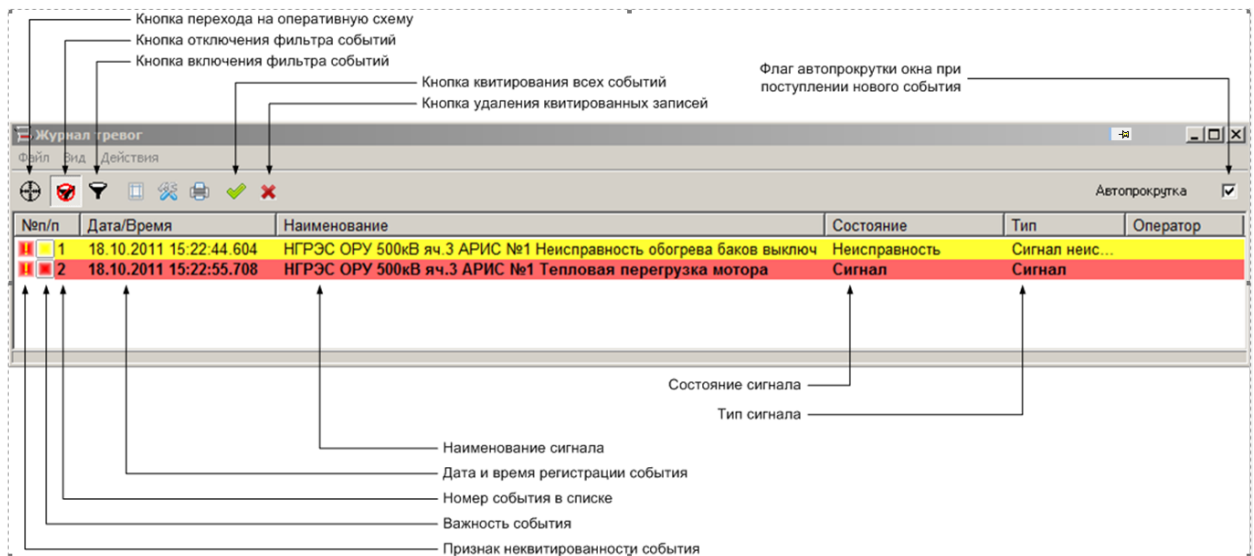 Кнопка перехода на оперативную схему
Кнопка отключения фильтра событий
Кнопка включения фильтра событий
Кнопка квитирования всех событий
Кнопка удаления квитированных записей
Флаг автопрокрутки окна при
поступлении нового события
Журнал тревог
Файл Вид Действия
Автопрокрутка
№п/п Дата/Время Наименование Состояние Тип Оператор
1 18.10.2011 15:22:44.604 НГРЭС ОРУ 500кВ яч.3 АРИС №1 Неисправность обогрева баков выключ Неисправность Сигнал неис...
2 18.10.2011 15:22:55.708 НГРЭС ОРУ 500кВ яч.3 АРИС №1 Тепловая перегрузка мотора Сигнал Сигнал
Состояние сигнала
Тип сигнала
Наименование сигнала
Дата и время регистрации события
Номер события в списке
Важность события
Признак неквитированности события